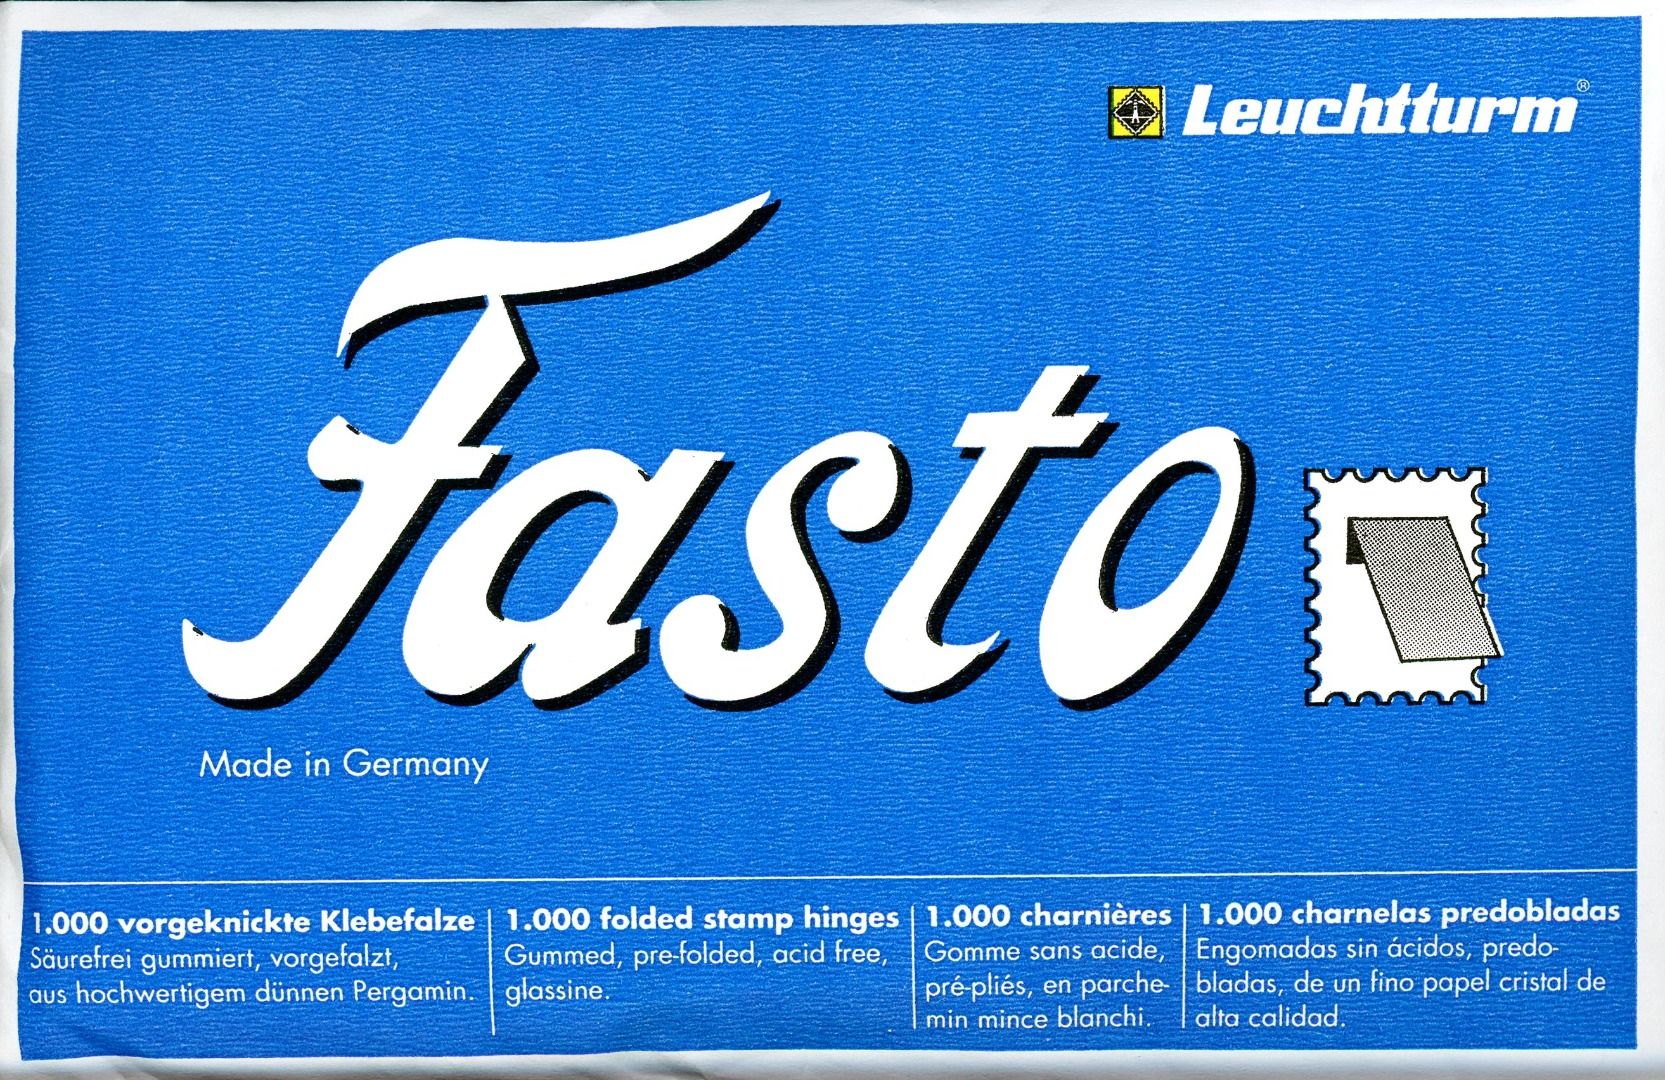 Leuchtturm®
Fasto
Made in Germany
1.000 vorgeknickte Klebefalze
Säurefrei gummiert, vorgefalzt,
aus hochwertigem dünnen Pergamin.
1.000 folded stamp hinges
Gummed, pre-folded, acid free,
glassine.
1.000 charnières
Gomme sans acide,
pré-pliés, en parche-
min mince blanchi.
1.000 charnelas predobladas
Engomadas sin ácidos, predo-
bladas, de un fino papel cristal de
alta calidad.